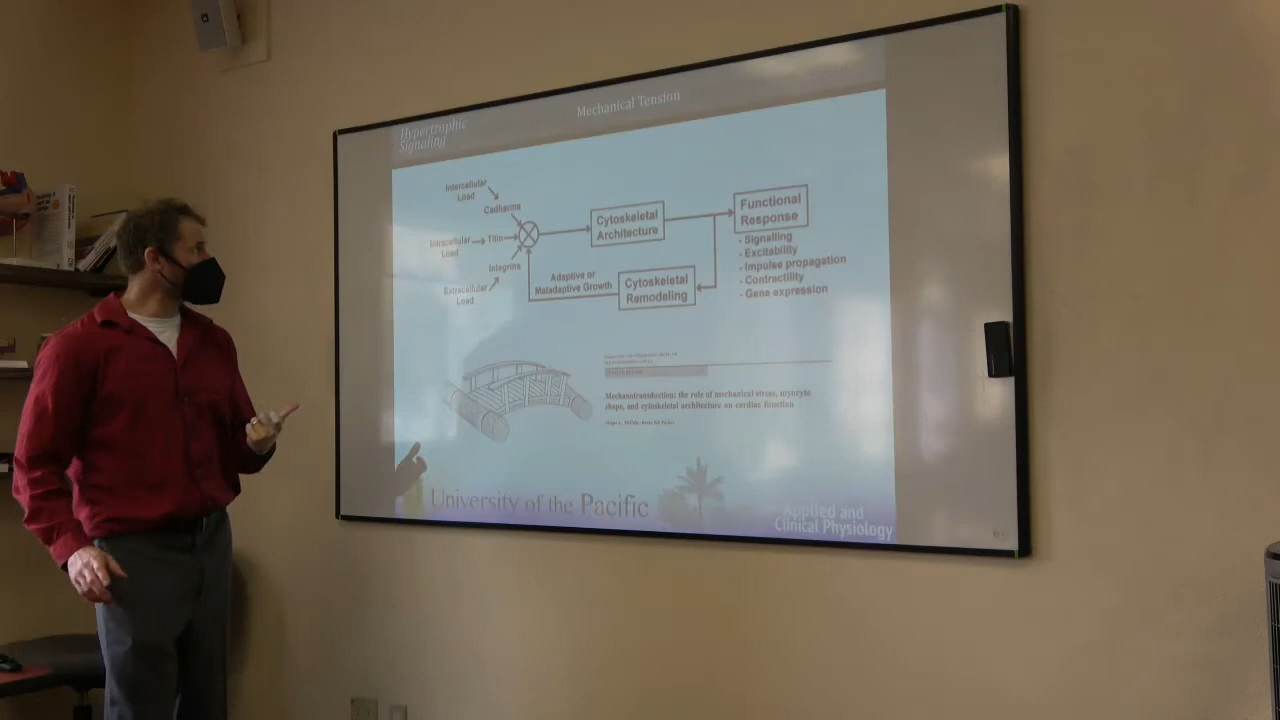 Mechanical Tension
Hypertrophic
Signaling
Intercellular
Load
Cadherins
Intracellular
Load
Titin
Integrins
Extracellular
Load
Cytoskeletal
Architecture
Functional
Response
- Signalling
- Excitability
- Impulse propagation
- Contractility
- Gene expression
Adaptive or
Maladaptive Growth
Cytoskeletal
Remodeling
Mechanotransduction: the role of mechanical stress, myocyte
shape, and cytoskeletal architecture on cardiac function
University of the Pacific
Applied and
Clinical Physiology